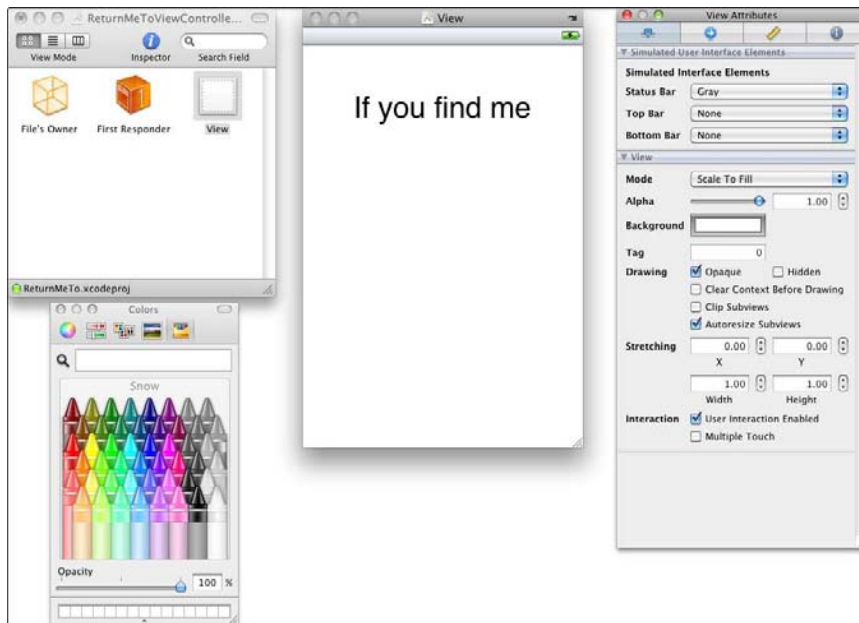 ReturnMeToViewControlle...
View Mode
Inspector
Search Field
File's Owner
First Responder
View
ReturnMeTo.xcodeproj
View
If you find me
View Attributes
Simulated User Interface Elements
Simulated Interface Elements
Status Bar Gray
Top Bar None
Bottom Bar None
View
Mode Scale To Fill
Alpha 1.00
Background
Tag 0
Drawing Opaque Hidden
Clear Context Before Drawing
Clip Subviews
Autoresize Subviews
Stretching 0.00 0.00
X Y
1.00 1.00
Width Height
Interaction User Interaction Enabled
Multiple Touch
Colors
Snow
Opacity
100 %